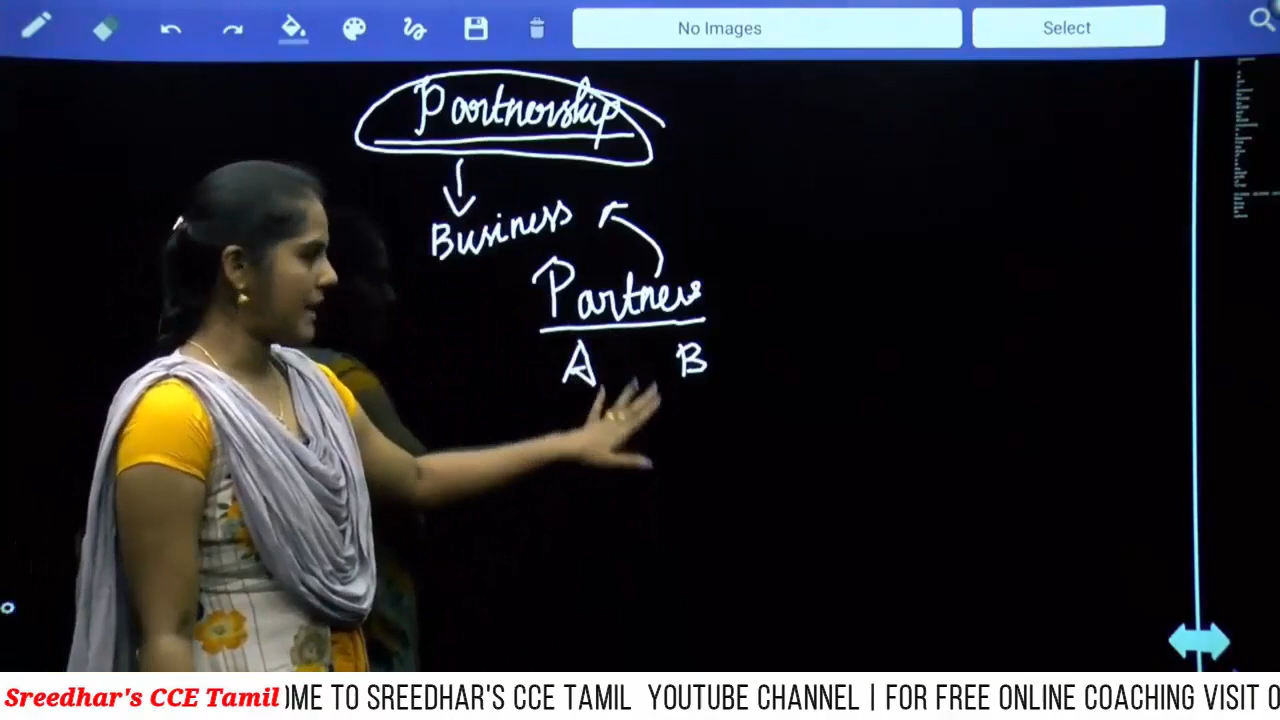 No Images Select
Partnership
Business
Partners
A B
Sreedhar's CCE Tamil OME TO SREEDHAR'S CCE TAMIL YOUTUBE CHANNEL | FOR FREE ONLINE COACHING VISIT O